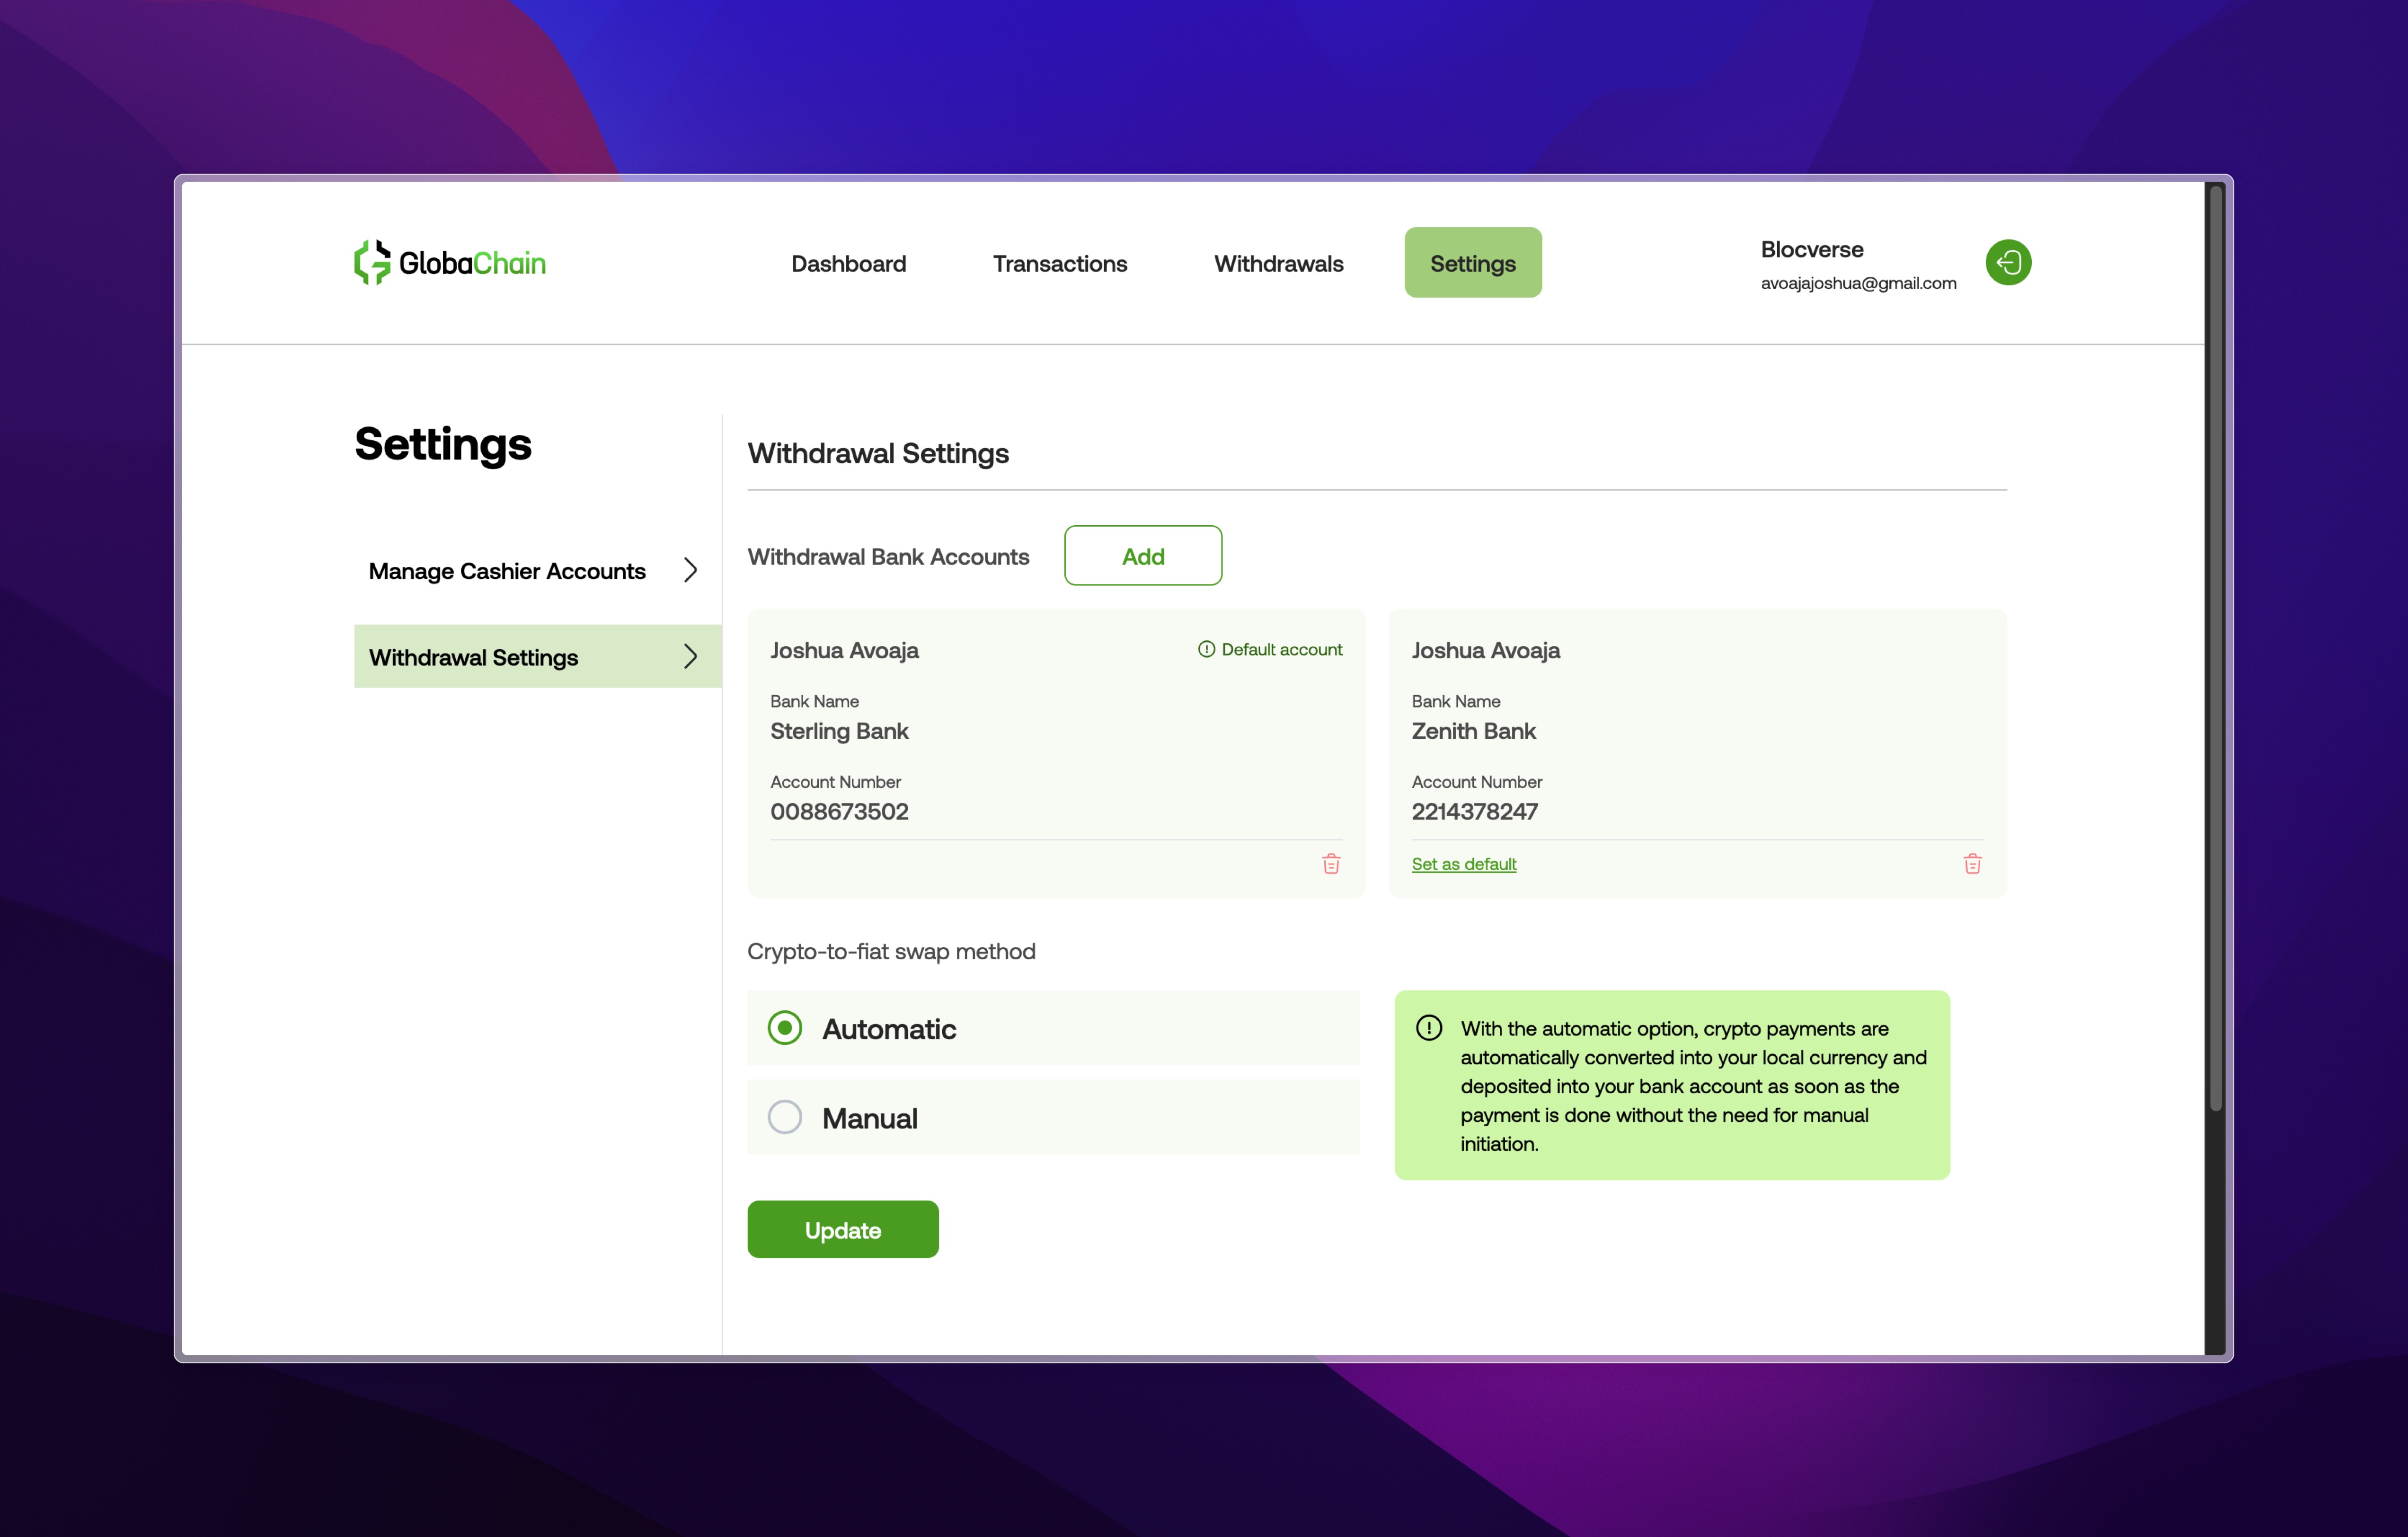 GlobaChain
Dashboard
Transactions
Withdrawals
Settings
Blocverse
avoajajoshua@gmail.com
Settings
Manage Cashier Accounts
Withdrawal Settings
Withdrawal Settings
Withdrawal Bank Accounts
Add
Joshua Avoaja
Default account
Bank Name
Sterling Bank
Account Number
0088673502
Joshua Avoaja
Bank Name
Zenith Bank
Account Number
2214378247
Set as default
Crypto-to-fiat swap method
Automatic
Manual
With the automatic option, crypto payments are
automatically converted into your local currency and
deposited into your bank account as soon as the
payment is done without the need for manual
initiation.
Update